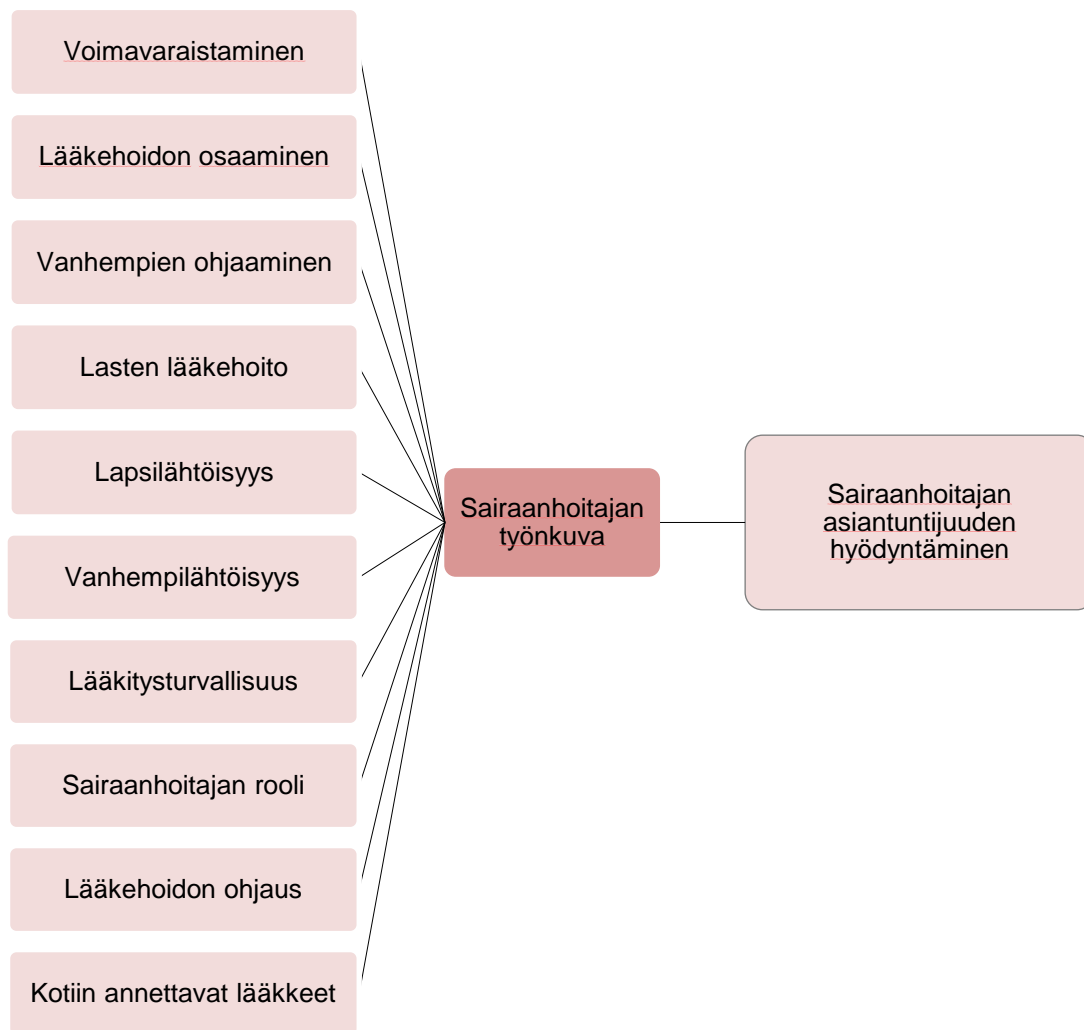 Voimavaraistaminen
Lääkehoidon osaaminen
Vanhempien ohjaaminen
Lasten lääkehoito
Lapsilähtöisyys
Vanhempilähtöisyys
Lääkitysturvallisuus
Sairaanhoitajan rooli
Lääkehoidon ohjaus
Kotiin annettavat lääkkeet
Sairaanhoitajan
työnkuva
Sairaanhoitajan
asiantuntijuuden
hyödyntäminen